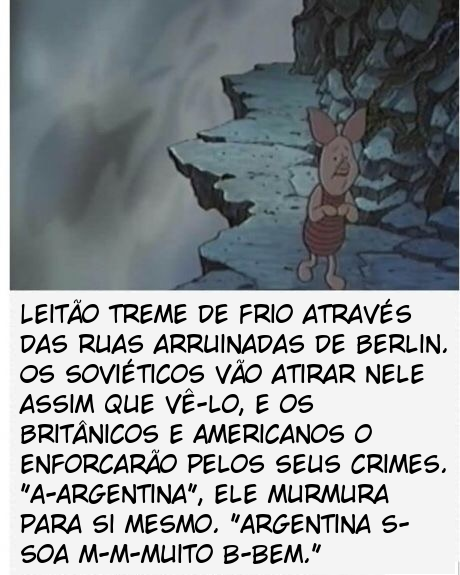 LEITÃO TREME DE FRIO ATRAVÉS
DAS RUAS ARRUINADAS DE BERLIN.
OS SOVIÉTICOS VÃO ATIRAR NELE
ASSIM QUE VÊ-LO, E OS
BRITÂNICOS E AMERICANOS O
ENFORCARÃO PELOS SEUS CRIMES.
"A-ARGENTINA", ELE MURMURA
PARA SI MESMO. "ARGENTINA S-
SOA M-M-MUITO B-BEM."